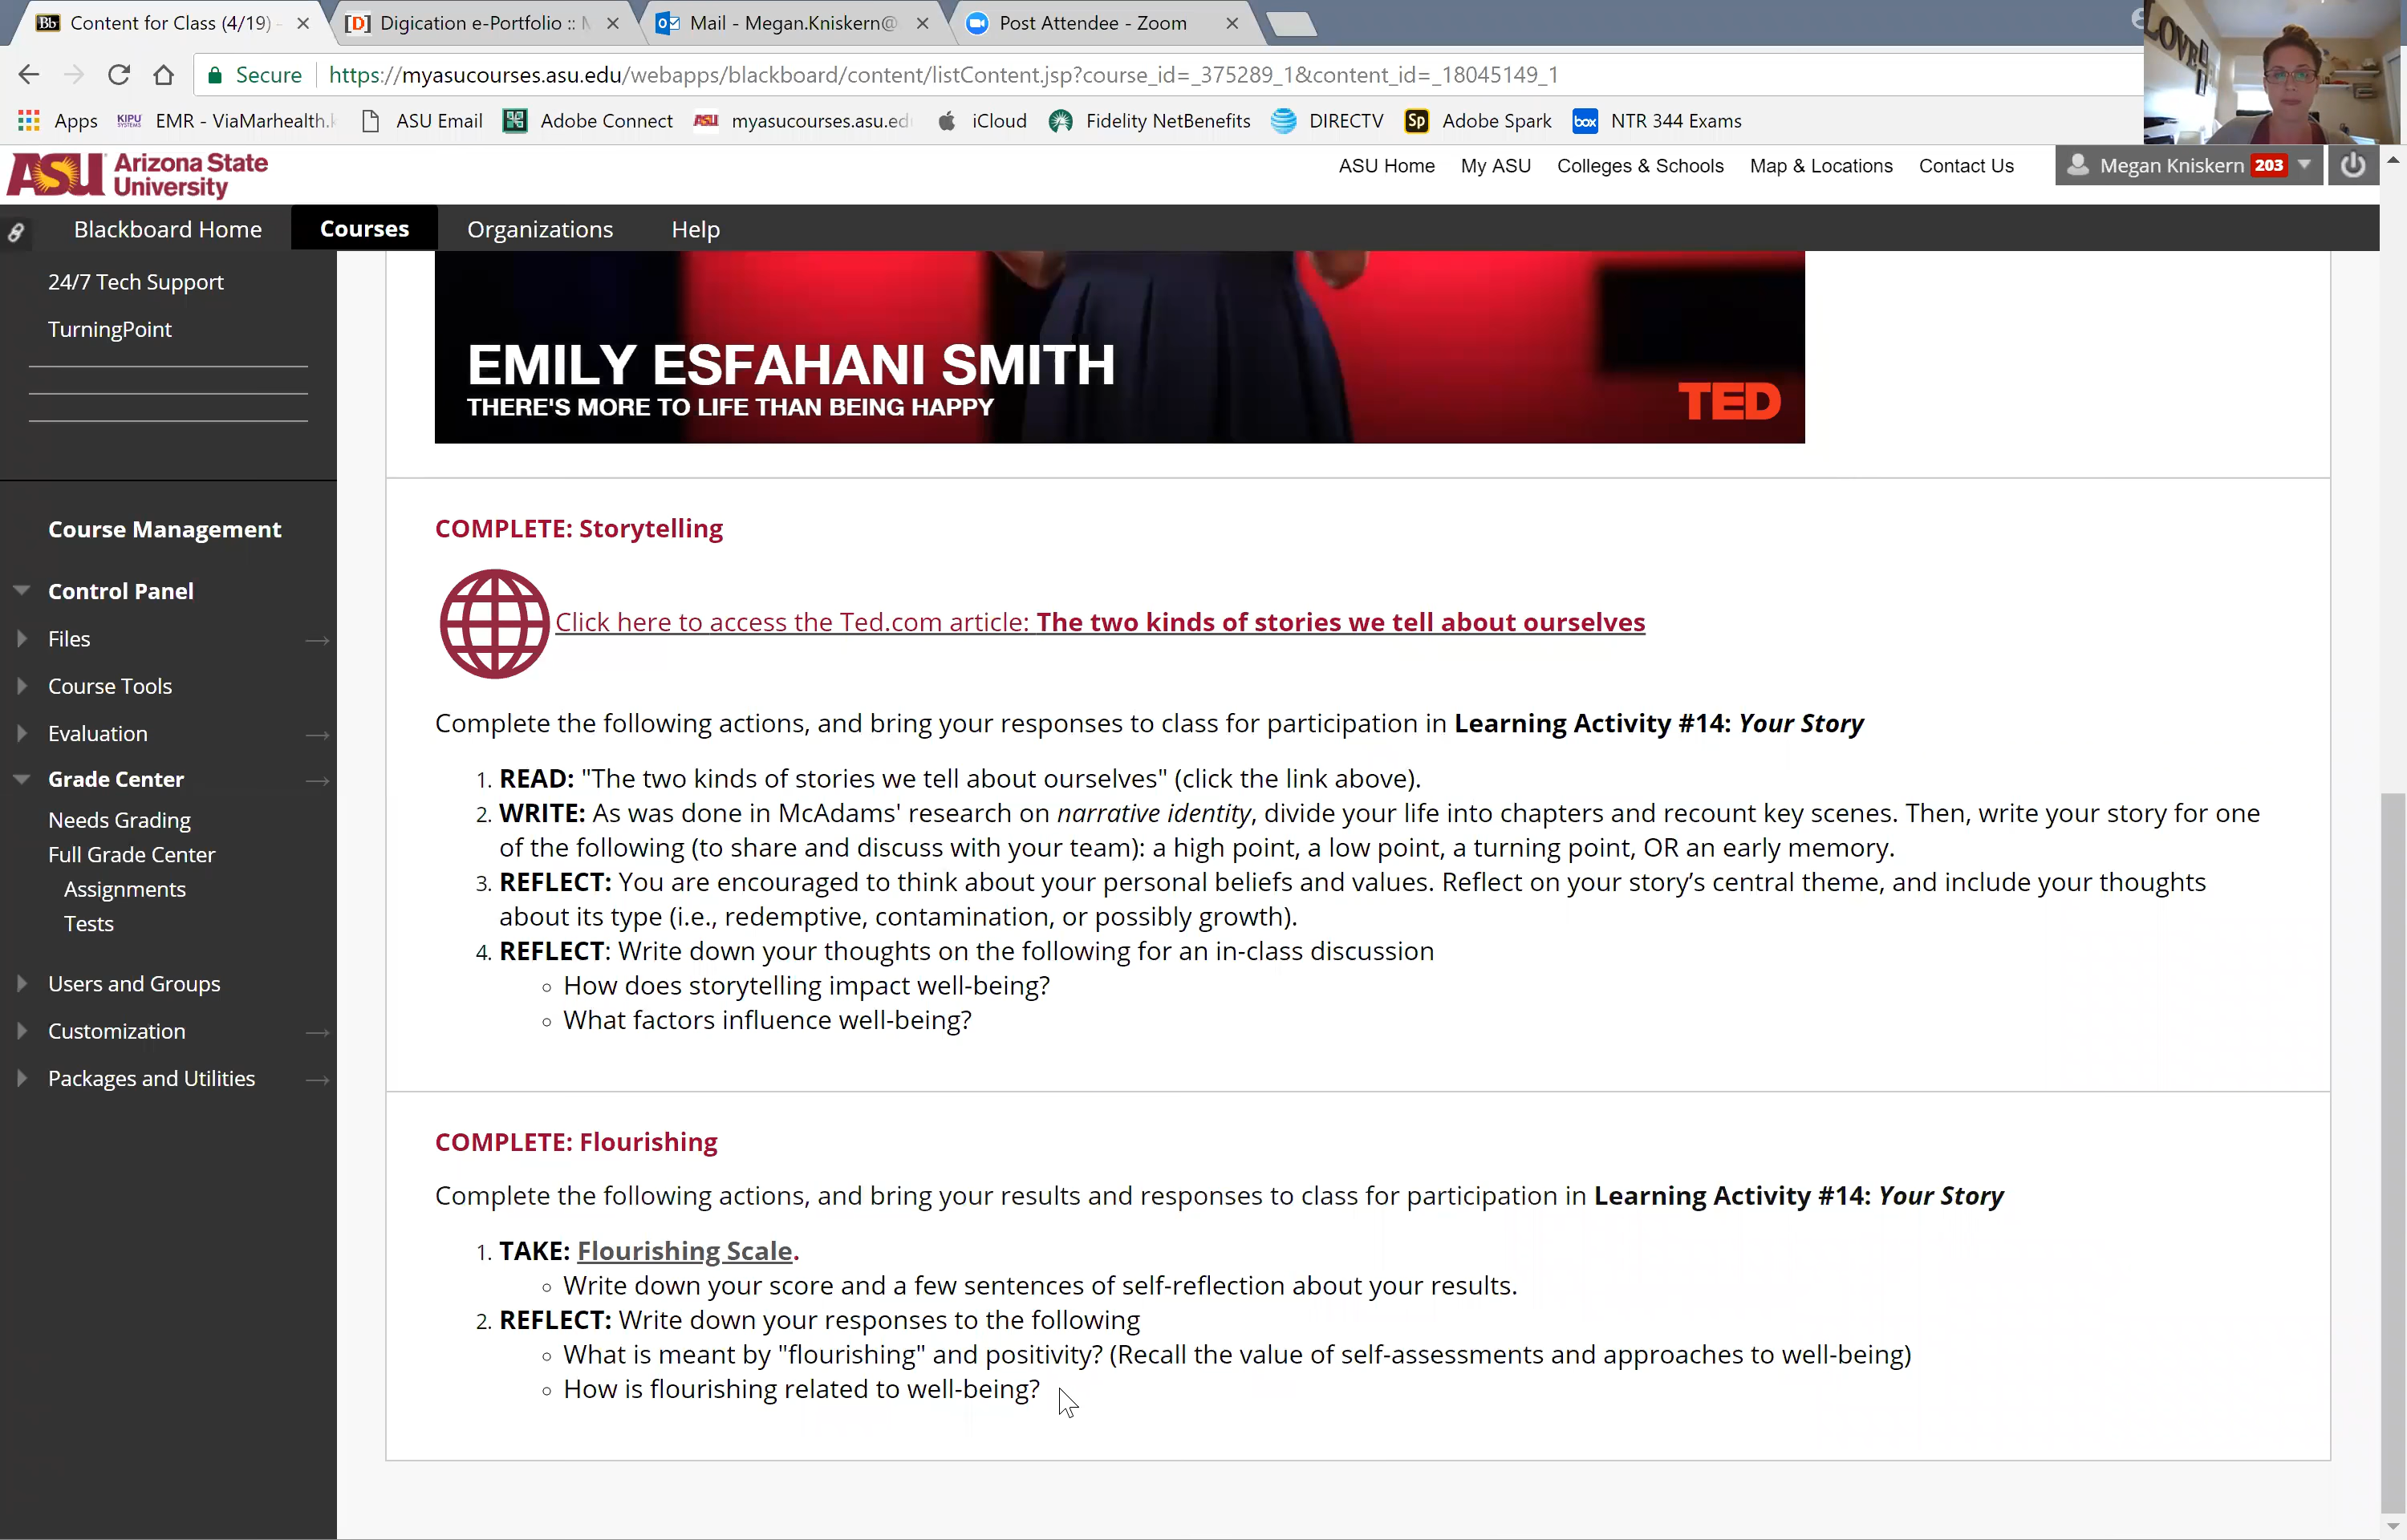 Content for Class (4/19) -
Digication e-Portfolio :: M
Mail - Megan.Kniskern@
Post Attendee - Zoom
Secure
https://myasucourses.asu.edu/webapps/blackboard/content/listContent.jsp?course_id=_375289_1&content_id=_18045149_1
Apps
KIPU SYSTEMS
EMR - ViaMarhealth.k
ASU Email
Adobe Connect
ASU
myasucourses.asu.ed
iCloud
Fidelity NetBenefits
DIRECTV
Sp
Adobe Spark
box
NTR 344 Exams
LOVE
ASU Arizona State
University
ASU Home
My ASU
Colleges & Schools
Map & Locations
Contact Us
Megan Kniskern 203
Blackboard Home
Courses
Organizations
Help
24/7 Tech Support
TurningPoint
Course Management
Control Panel
Files
Course Tools
Evaluation
Grade Center
Needs Grading
Full Grade Center
Assignments
Tests
Users and Groups
Customization
Packages and Utilities
EMILY ESFAHANI SMITH
THERE'S MORE TO LIFE THAN BEING HAPPY
TED
COMPLETE: Storytelling
Click here to access the Ted.com article: The two kinds of stories we tell about ourselves
Complete the following actions, and bring your responses to class for participation in Learning Activity #14: Your Story
1. READ: "The two kinds of stories we tell about ourselves" (click the link above).
2. WRITE: As was done in McAdams' research on narrative identity, divide your life into chapters and recount key scenes. Then, write your story for one
of the following (to share and discuss with your team): a high point, a low point, a turning point, OR an early memory.
3. REFLECT: You are encouraged to think about your personal beliefs and values. Reflect on your story’s central theme, and include your thoughts
about its type (i.e., redemptive, contamination, or possibly growth).
4. REFLECT: Write down your thoughts on the following for an in-class discussion
How does storytelling impact well-being?
What factors influence well-being?
COMPLETE: Flourishing
Complete the following actions, and bring your results and responses to class for participation in Learning Activity #14: Your Story
1. TAKE: Flourishing Scale.
Write down your score and a few sentences of self-reflection about your results.
2. REFLECT: Write down your responses to the following
What is meant by "flourishing" and positivity? (Recall the value of self-assessments and approaches to well-being)
How is flourishing related to well-being?